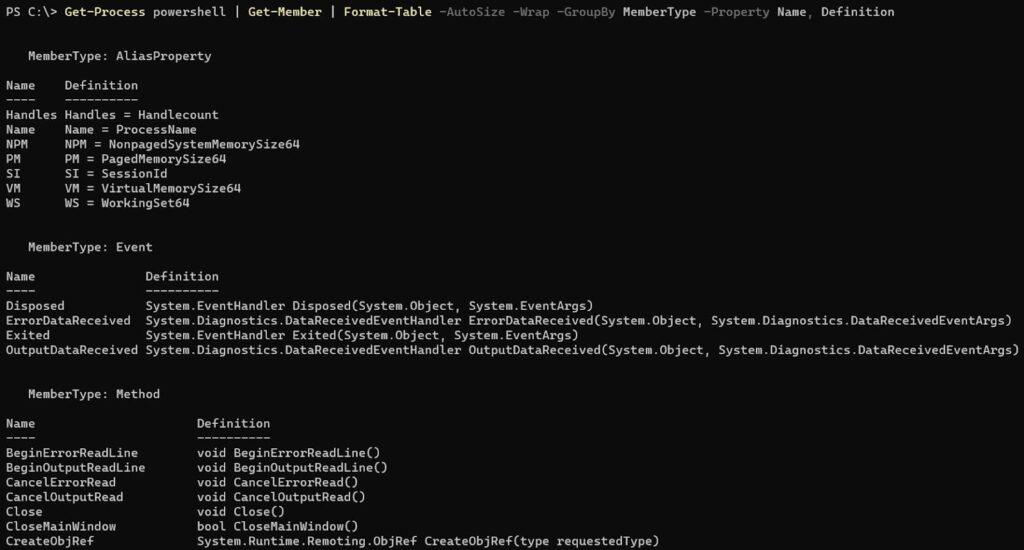 PS C:\> Get-Process powershell | Get-Member | Format-Table -AutoSize -Wrap -GroupBy MemberType -Property Name, Definition
MemberType: AliasProperty
Name    Definition
----    ----------
Handles Handles = Handlecount
Name    Name = ProcessName
NPM     NPM = NonpagedSystemMemorySize64
PM      PM = PagedMemorySize64
SI      SI = SessionId
VM      VM = VirtualMemorySize64
WS      WS = WorkingSet64
MemberType: Event
Name               Definition
----               ----------
Disposed           System.EventHandler Disposed(System.Object, System.EventArgs)
ErrorDataReceived  System.Diagnostics.DataReceivedEventHandler ErrorDataReceived(System.Object, System.Diagnostics.DataReceivedEventArgs)
Exited             System.EventHandler Exited(System.Object, System.EventArgs)
OutputDataReceived System.Diagnostics.DataReceivedEventHandler OutputDataReceived(System.Object, System.Diagnostics.DataReceivedEventArgs)
MemberType: Method
Name                      Definition
----                      ----------
BeginErrorReadLine        void BeginErrorReadLine()
BeginOutputReadLine       void BeginOutputReadLine()
CancelErrorRead           void CancelErrorRead()
CancelOutputRead          void CancelOutputRead()
Close                     void Close()
CloseMainWindow           bool CloseMainWindow()
CreateObjRef              System.Runtime.Remoting.ObjRef CreateObjRef(type requestedType)